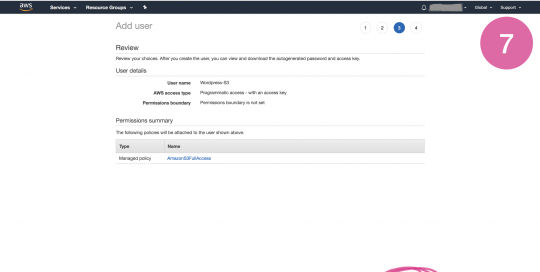 aws
Services
Resource Groups
Global
Support
Add user
1
2
3
4
7
Review
Review your choices. After you create the user, you can view and download the autogenerated password and access key.
User details
User name Wordpress-S3
AWS access type Programmatic access - with an access key
Permissions boundary Permissions boundary is not set
Permissions summary
The following policies will be attached to the user shown above.
Type Name
Managed policy AmazonS3FullAccess